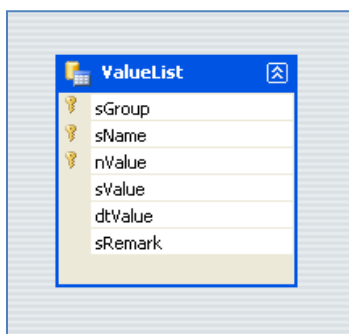 ValueList
sGroup
sName
nValue
sValue
dtValue
sRemark